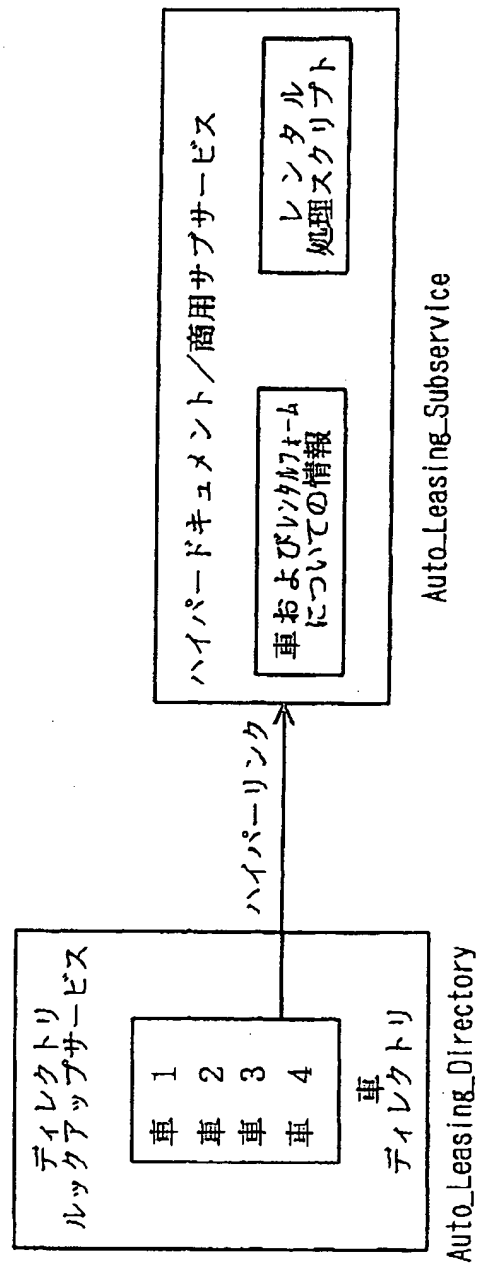 ディレクトリ
ルックアップサービス
車 1
車 2
車 3
車 4
車
ディレクトリ
Auto_Leasing_Directory
ハイパーリンク
ハイパードキュメント/商用サブサービス
車およびレンタルフォーム
についての情報
レンタル
処理スクリプト
Auto_Leasing_Subservice